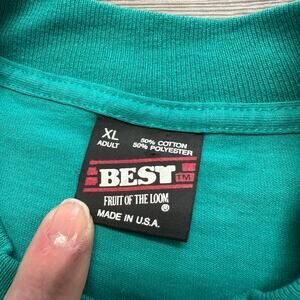 XL
ADULT
50% COTTON
50% POLYESTER
BEST TM
FRUIT OF THE LOOM
®
MADE IN U.S.A.